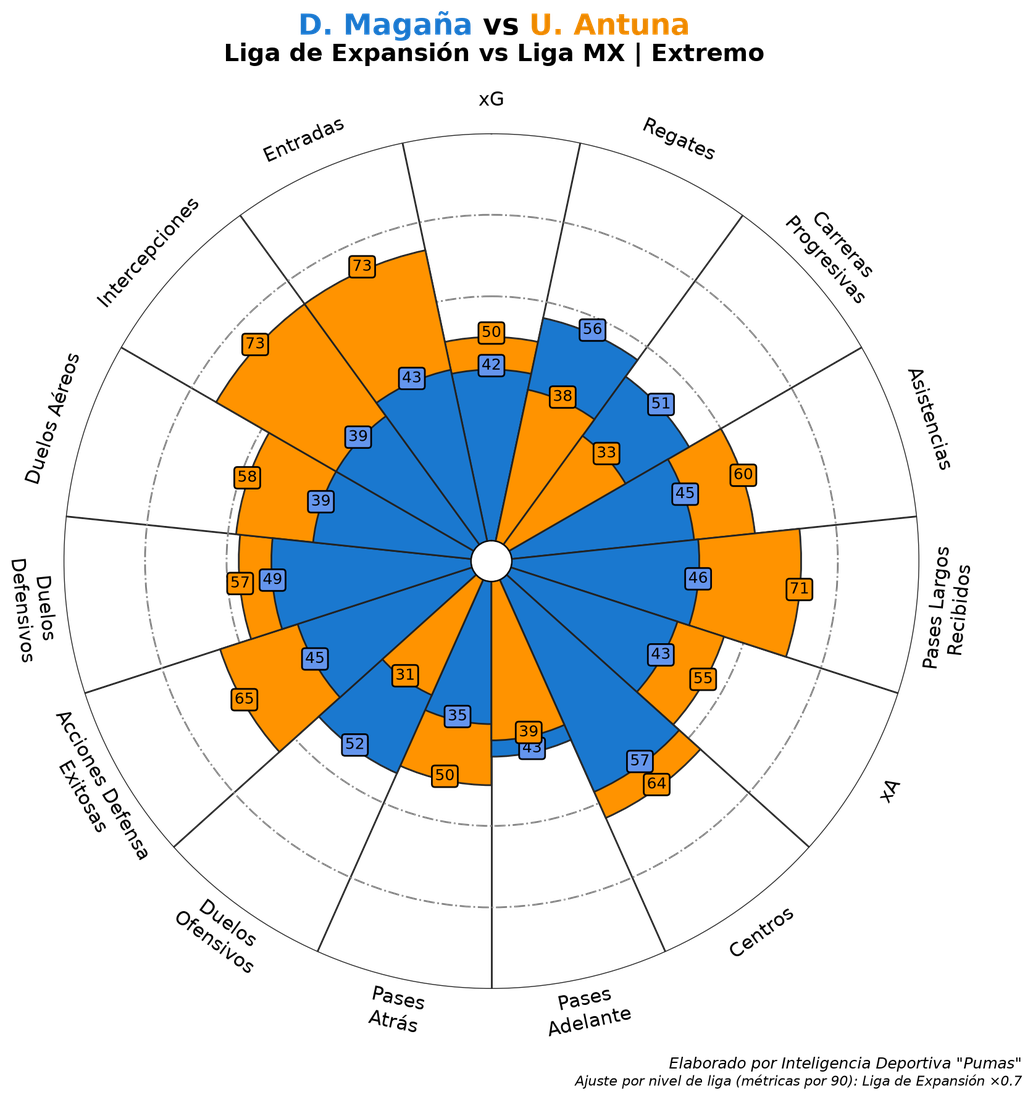 D. Magaña vs U. Antuna
Liga de Expansión vs Liga MX | Extremo
xG
50
42
Regates
56
38
Carreras
Progresivas
51
33
Asistencias
60
45
Pases Largos
Recibidos
46
71
xA
43
55
Centros
57
64
Pases
Adelante
39
43
Pases
Atrás
35
50
Duelos
Ofensivos
31
52
Acciones Defensa
Exitosas
45
65
Duelos
Defensivos
57
49
Duelos Aéreos
58
39
Intercepciones
73
39
Entradas
73
43
Elaborado por Inteligencia Deportiva "Pumas"
Ajuste por nivel de liga (métricas por 90): Liga de Expansión ×0.7